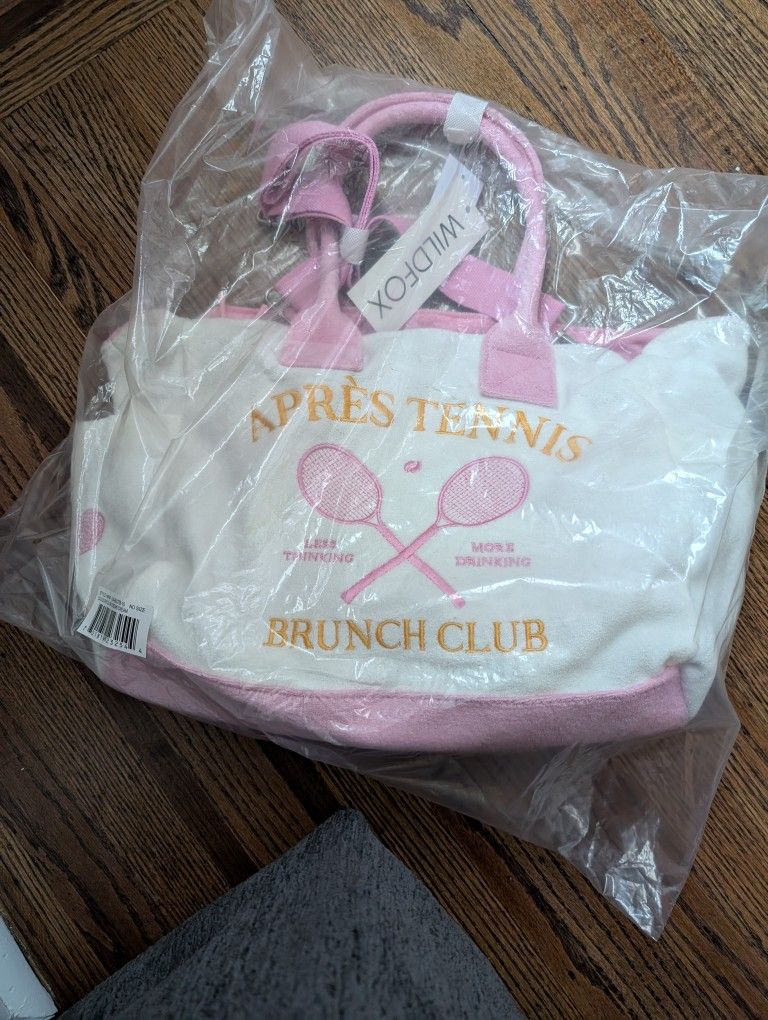 WILDFOX
APRÈS TENNIS
LESS
THINKING
MORE
DRINKING
BRUNCH CLUB
NO SIZE